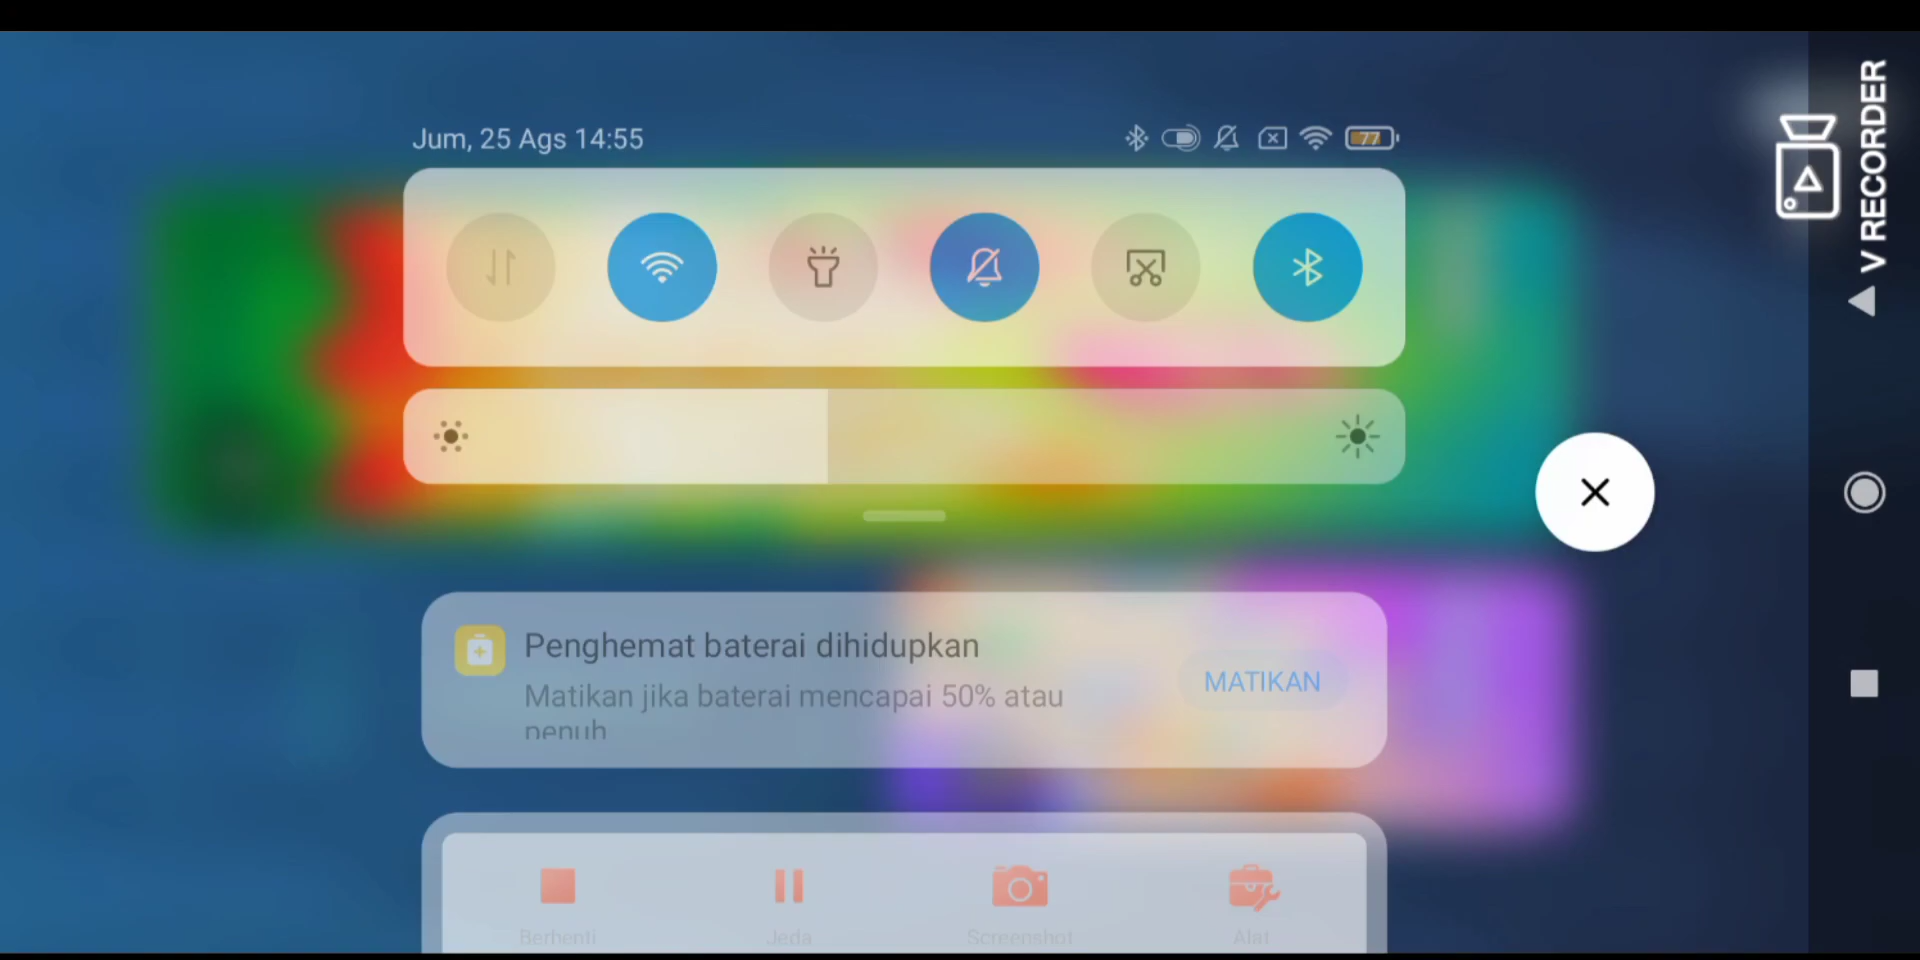 Jum, 25 Ags 14:55
77
V RECORDER
Penghemat baterai dihidupkan
Matikan jika baterai mencapai 50% atau
penuh
MATIKAN
Berhenti
Jeda
Screenshot
Alat